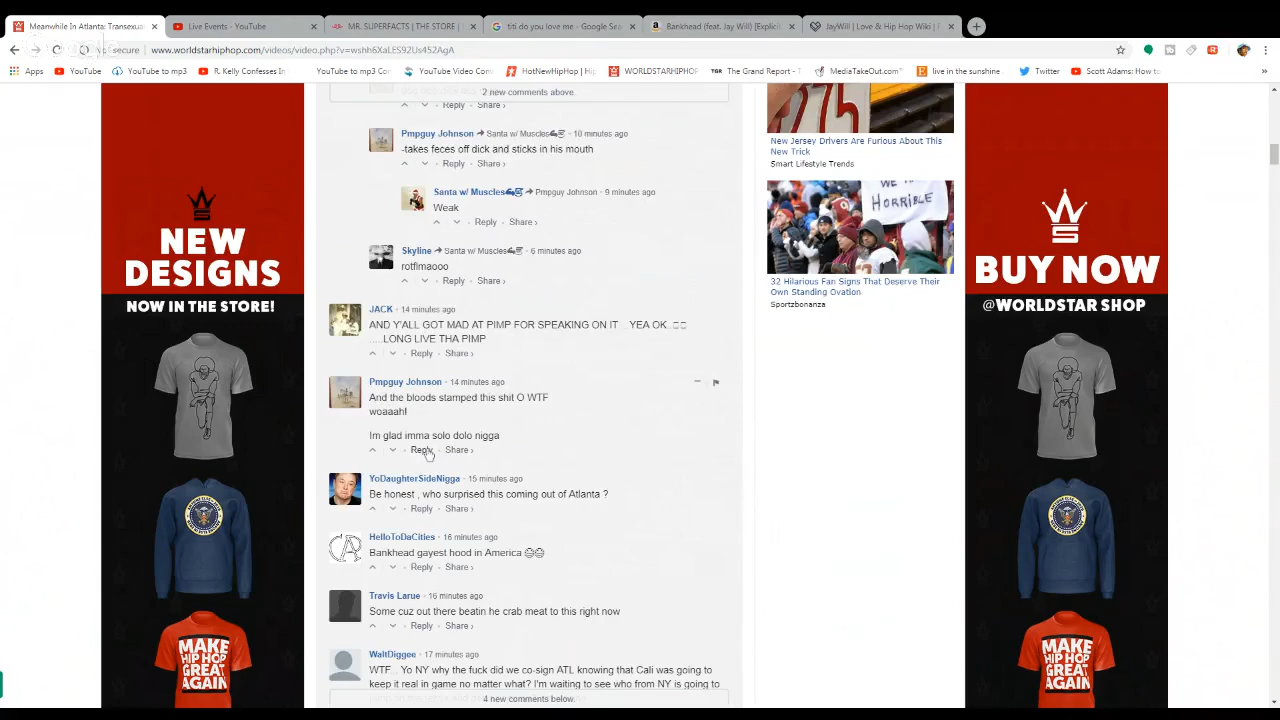 Meanwhile In Atlanta: Transexua
Live Events - YouTube
MR. SUPERFACTS | THE STORE |
titi do you love me - Google Sea
Bankhead (feat. Jay Will) [Explicit
JayWill | Love & Hip Hop Wiki |
Not secure
www.worldstarhiphop.com/videos/video.php?v=wshh6XaLES92Us452AgA
Apps
YouTube
YouTube to mp3
R. Kelly Confesses In
YouTube to mp3 Con
YouTube Video Conv
HotNewHipHop | Hip
WORLDSTARHIPHOP
TGR The Grand Report - T
MediaTakeOut.com™
live in the sunshine
Twitter
Scott Adams: How to
»
2 new comments above.
Reply · Share ›
Pmpguy Johnson Santa w/ Muscles · 10 minutes ago
-takes feces off dick and sticks in his mouth
Reply · Share ›
Santa w/ Muscles Pmpguy Johnson · 9 minutes ago
Weak
Reply · Share ›
Skyline Santa w/ Muscles · 6 minutes ago
rotflmaooo
Reply · Share ›
JACK · 14 minutes ago
AND Y'ALL GOT MAD AT PIMP FOR SPEAKING ON IT ...YEA OK..
.....LONG LIVE THA PIMP
Reply · Share ›
Pmpguy Johnson · 14 minutes ago
And the bloods stamped this shit O WTF
woaaah!
Im glad imma solo dolo nigga
Reply · Share ›
YoDaughterSideNigga · 15 minutes ago
Be honest , who surprised this coming out of Atlanta ?
Reply · Share ›
HelloToDaCities · 16 minutes ago
Bankhead gayest hood in America
Reply · Share ›
Travis Larue · 16 minutes ago
Some cuz out there beatin he crab meat to this right now
Reply · Share ›
WaltDiggee · 17 minutes ago
WTF .. Yo NY why the fuck did we co-sign ATL knowing that Cali was going to
keep it real in game no matter what? I'm waiting to see who from NY is going to
4 new comments below.
New Jersey Drivers Are Furious About This
New Trick
Smart Lifestyle Trends
HORRIBLE
32 Hilarious Fan Signs That Deserve Their
Own Standing Ovation
Sportzbonanza
NEW
DESIGNS
NOW IN THE STORE!
MAKE
HIP HOP
GREAT
AGAIN
BUY NOW
@WORLDSTAR SHOP
MAKE
HIP HOP
GREAT
AGAIN